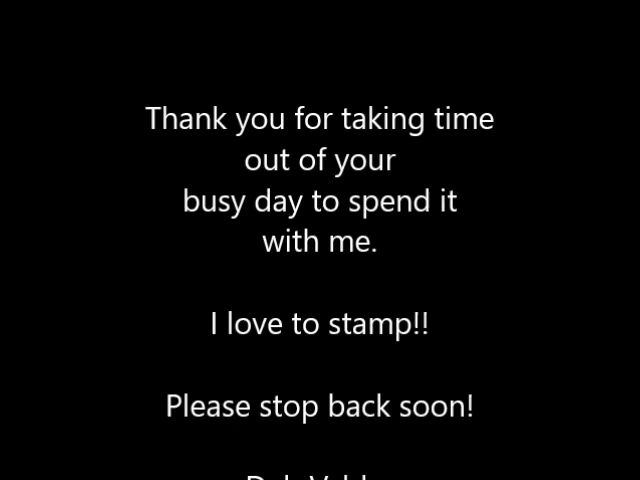 Thank you for taking time
out of your
busy day to spend it
with me.
I love to stamp!!
Please stop back soon!